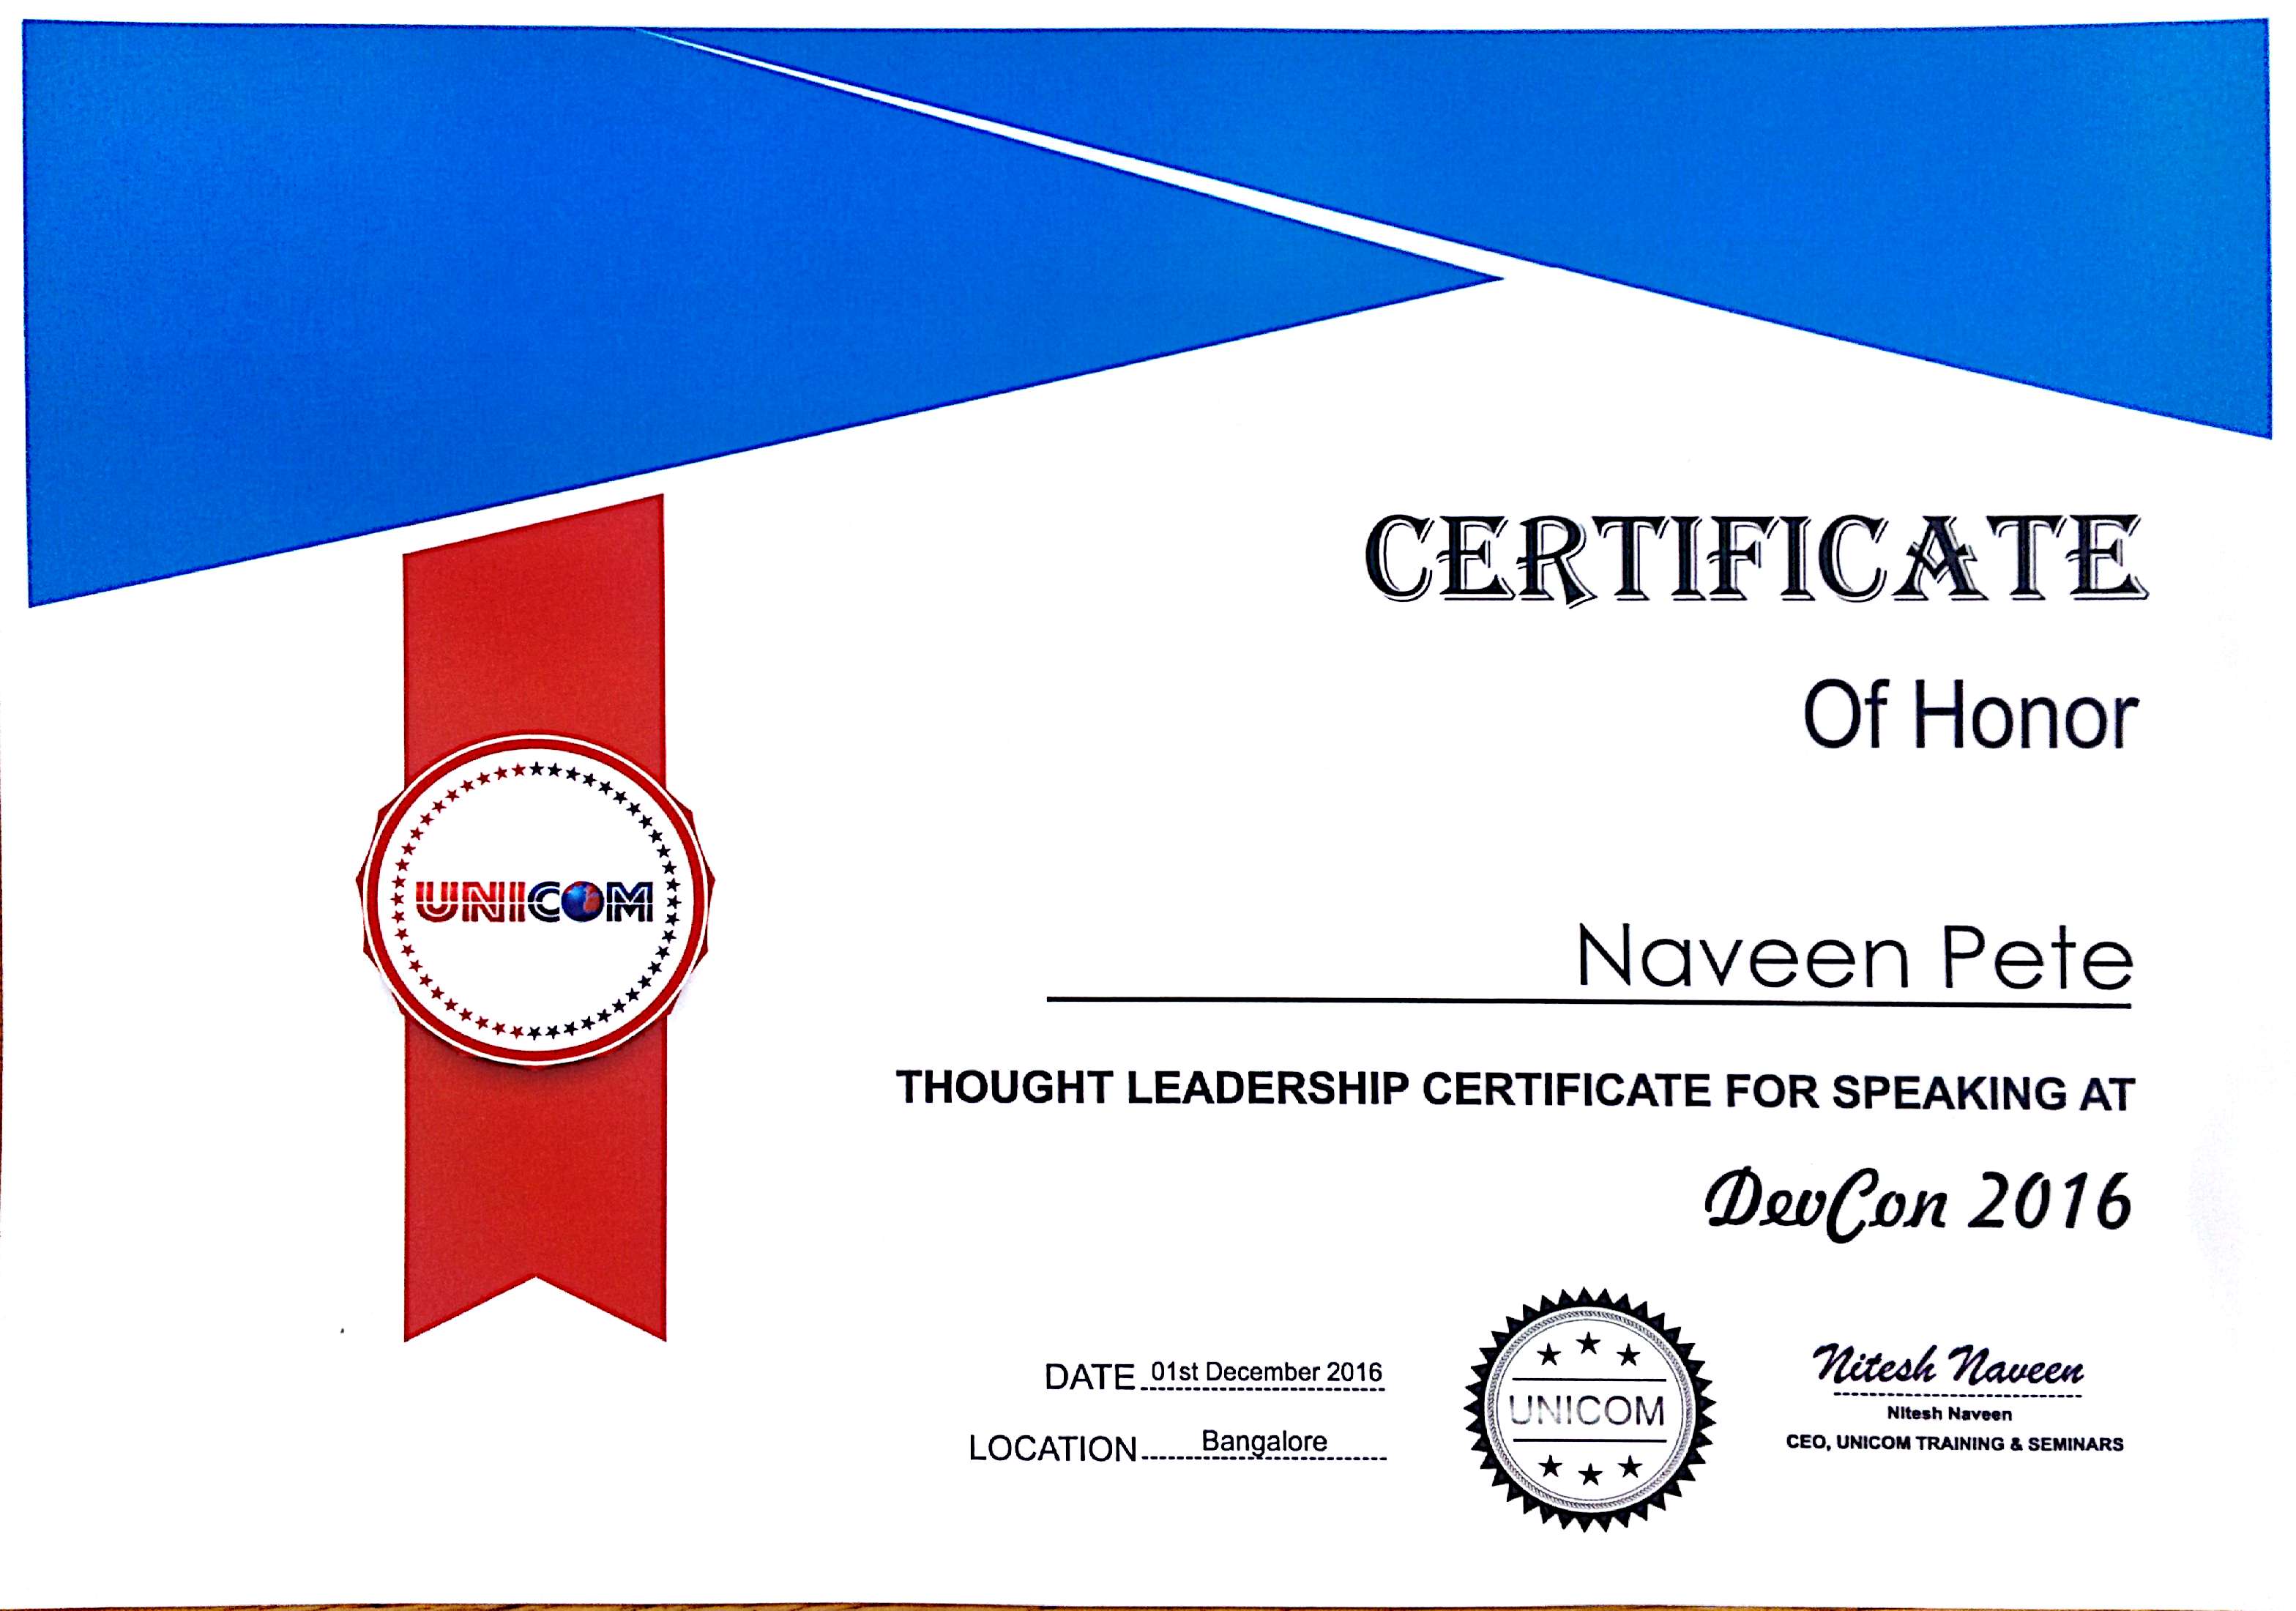 CERTIFICATE
Of Honor
UNICOM
Naveen Pete
THOUGHT LEADERSHIP CERTIFICATE FOR SPEAKING AT
DevCon 2016
DATE 01st December 2016
LOCATION Bangalore
UNICOM
Nitesh Naveen
Nitesh Naveen
CEO, UNICOM TRAINING & SEMINARS